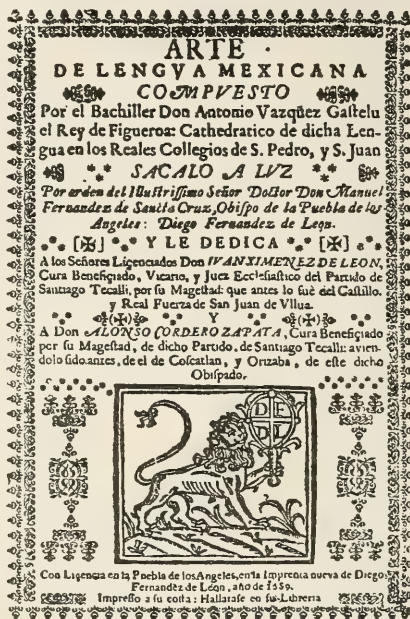 ARTE
DE LENGVA MEXICANA
COMPVESTO
Por el Bachiller Don Antonio Vazquez Gastelu
el Rey de Figueroa: Cathedratico de dicha Len-
gua en los Reales Collegios de S. Pedro, y S. Juan
SACALO A LVZ
Por orden del Illustrissimo Señor Doctor Don Manuel
Fernandez de Sancta Cruz, Obispo de la Puebla de los
Angeles: Diego Fernandez de Leon.
Y LE DEDICA
A los Señores Licenciados Don IVAN XIMENEZ DE LEON,
Cura Beneficiado, Vicario, y Juez Ecclesiastico del Partido de
Santiago Tecalli, por su Magestad: que antes lo fuè del Castillo,
y Real Fuerza de San Juan de Vllua.
Y
A Don ALONSO CORDERO ZAPATA, Cura Beneficiado
por su Magestad, de dicho Partido, de Santiago Tecalli: avien-
dolo sido antes, de el de Coscatlan, y Orizaba, de este dicho
Obispado.
Con Licencia en la Puebla de los Angeles, en la Imprenta nueva de Diego
Fernandez de Leon, año de 1689.
Impresso a su costa: Hallarase en su Libreria